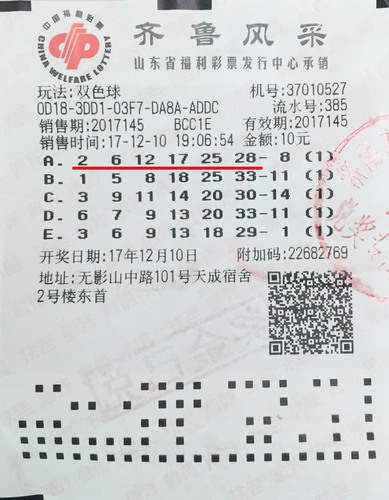 中国福利彩票
CHINA WELFARE LOTTERY
齐鲁风采
山东省福利彩票发行中心承销
玩法: 双色球 机号: 37010527
0D18-3DD1-03F7-DA8A-ADDC 流水号: 385
销售期: 2017145 BCC1E 有效期: 2017145
销售时间: 17-12-10 19:06:54 金额: 10元
A. 2 6 12 17 25 28- 8 (1)
B. 1 5 8 18 25 33-11 (1)
C. 3 9 11 14 20 30-14 (1)
D. 6 7 9 13 20 33-11 (1)
E. 3 9 13 18 29- 1 (1)
开奖日期: 17年12月10日 附加码: 22682769
地址: 无影山中路101号天成宿舍
2号楼东首
兑奖